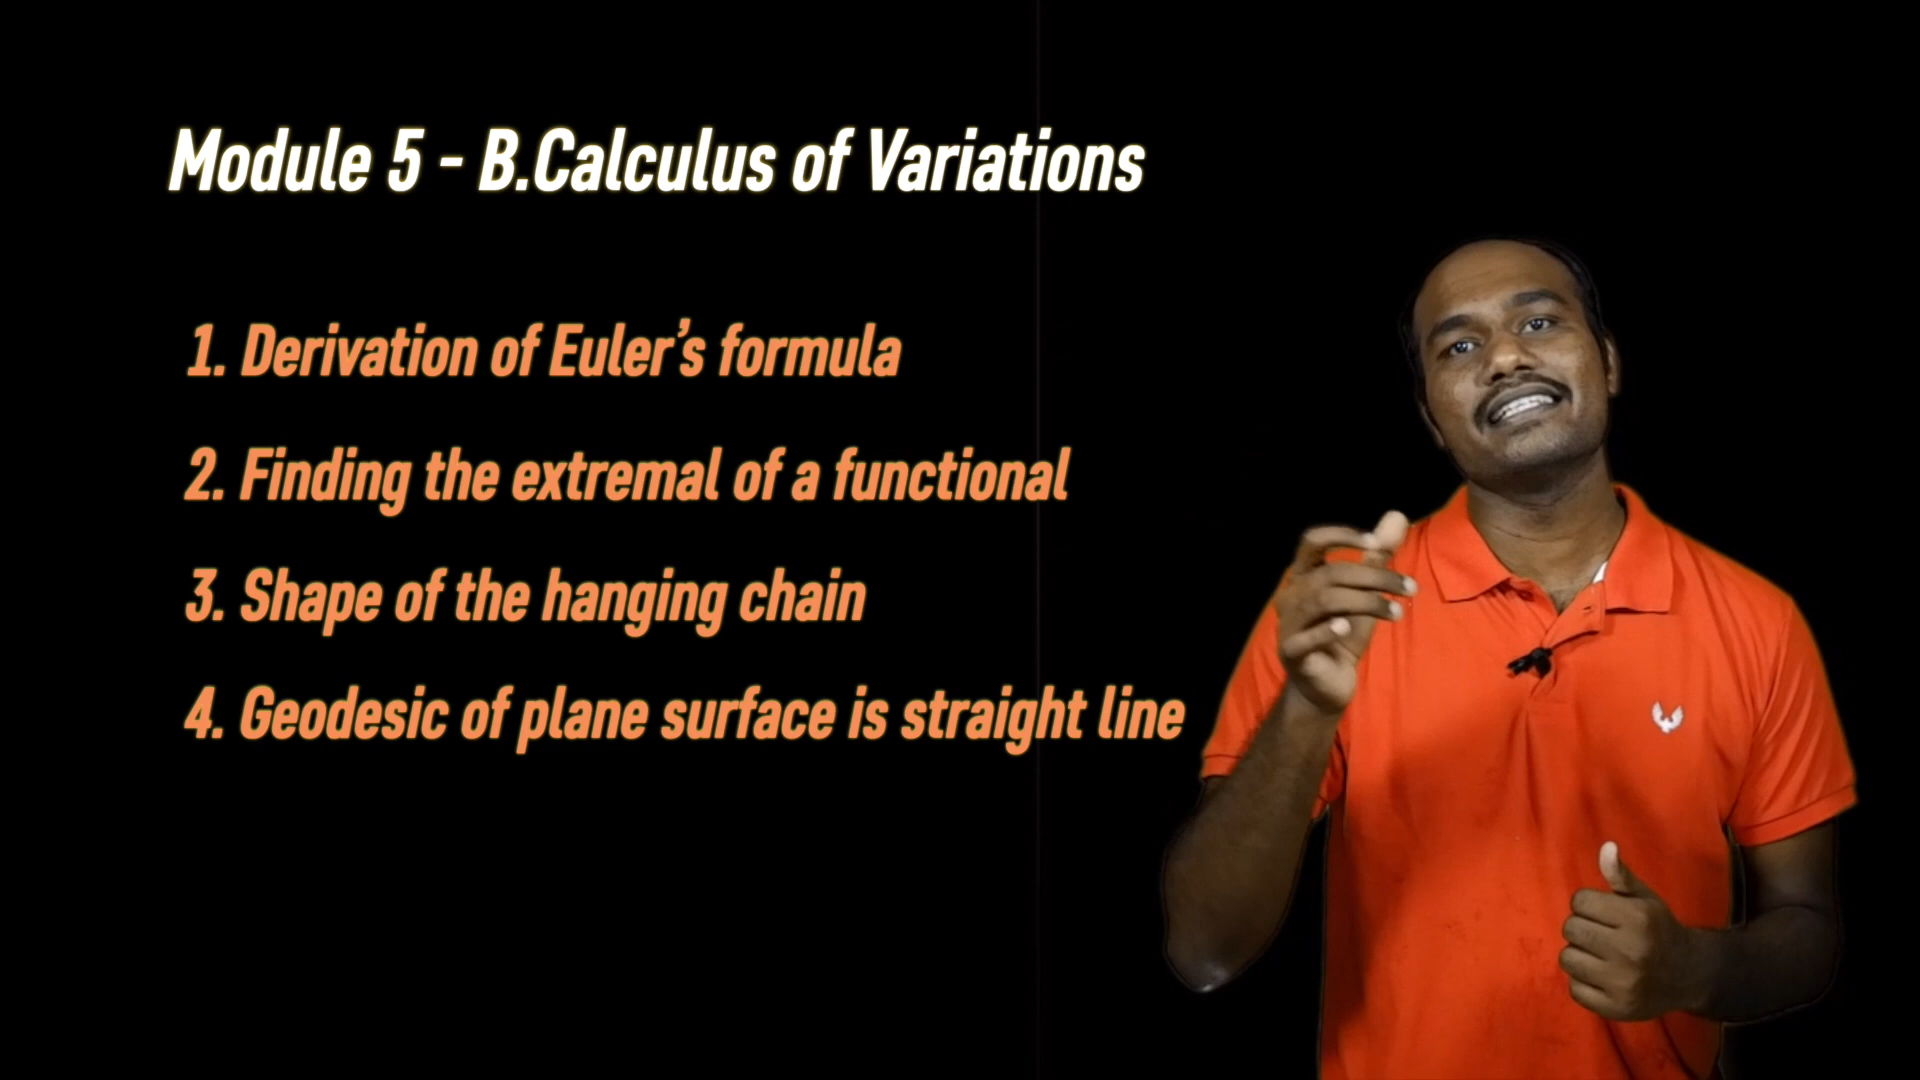 Module 5 - B.Calculus of Variations
1. Derivation of Euler’s formula
2. Finding the extremal of a functional
3. Shape of the hanging chain
4. Geodesic of plane surface is straight line